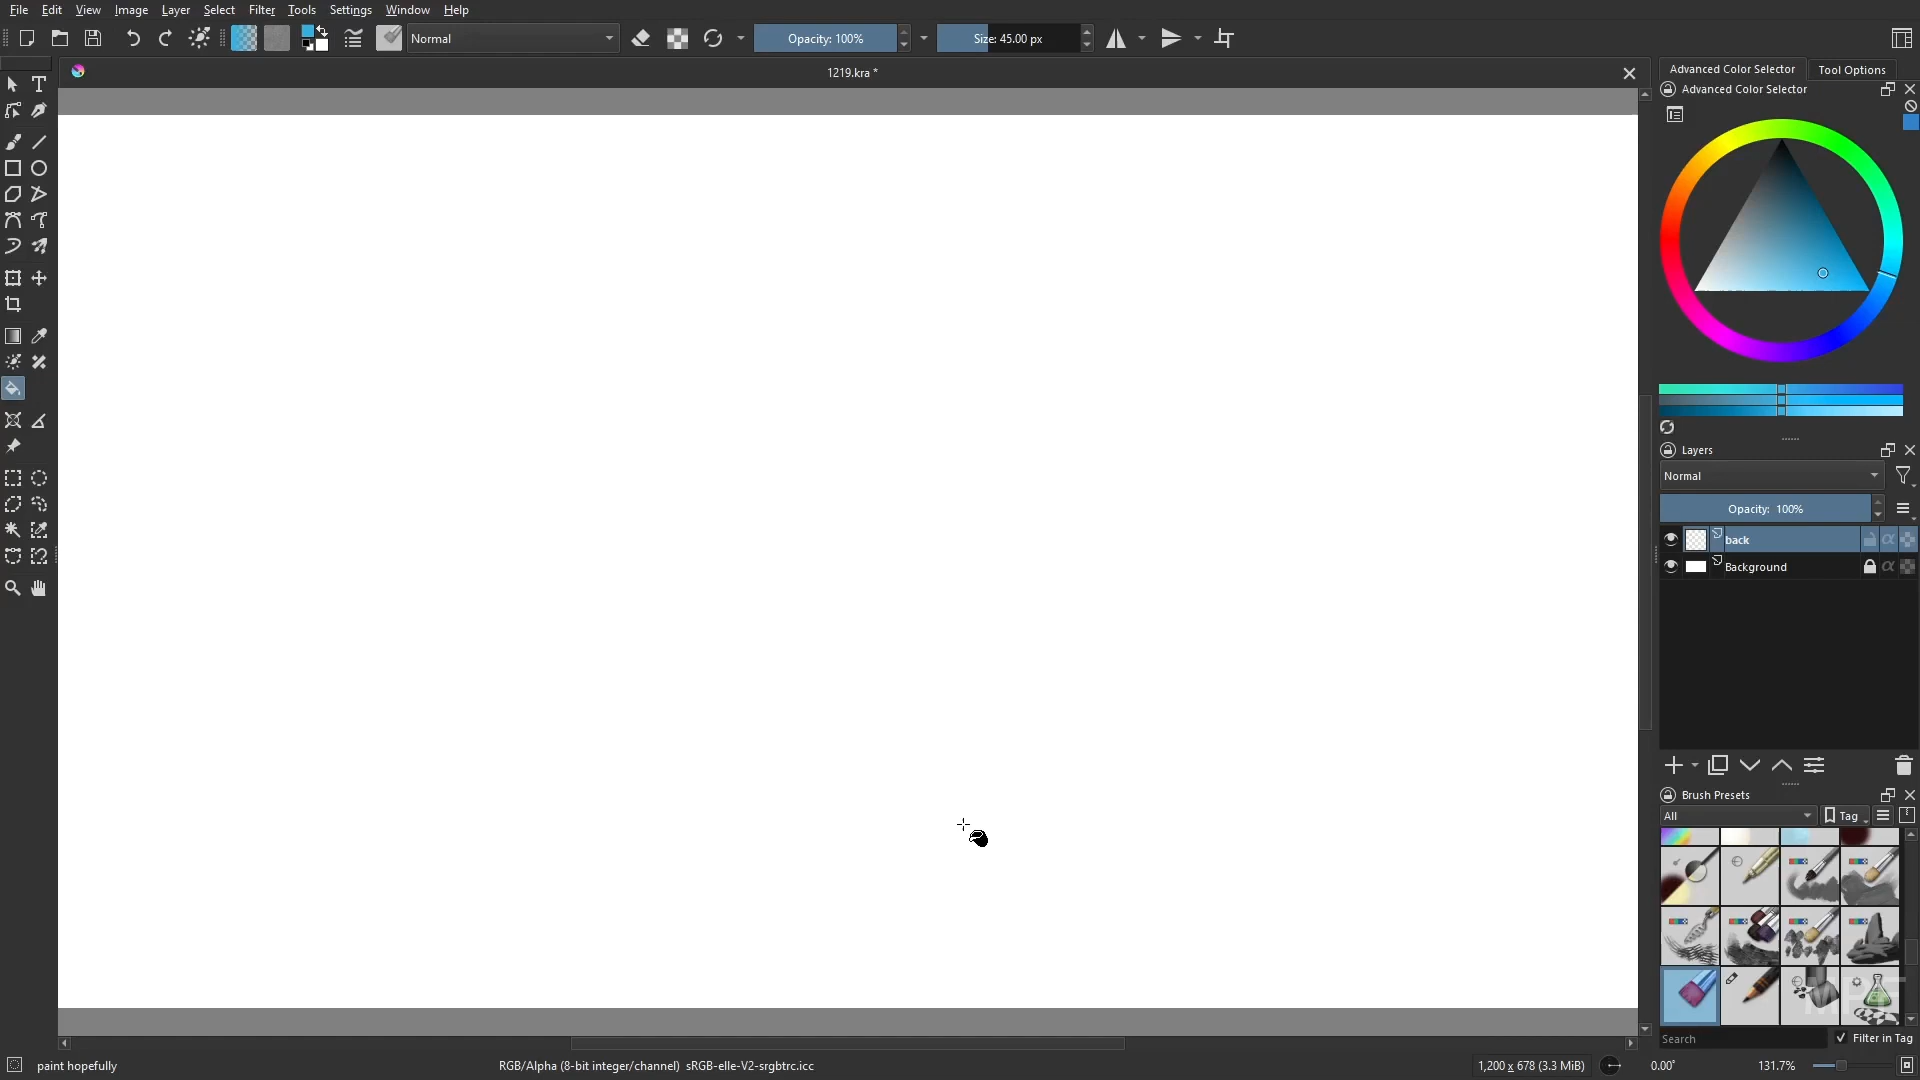 File Edit View Image Layer Select Filter Tools Settings Window Help
Normal
Opacity: 100%
Size: 45.00 px
1219.kra *
Advanced Color Selector
Tool Options
Advanced Color Selector
Layers
Normal
Opacity: 100%
back
Background
Brush Presets
All
Tag
Search
Filter in Tag
paint hopefully
RGB/Alpha (8-bit integer/channel) sRGB-elle-V2-srgbtrc.icc
1,200 x 678 (3.3 MiB)
0.00°
131.7%